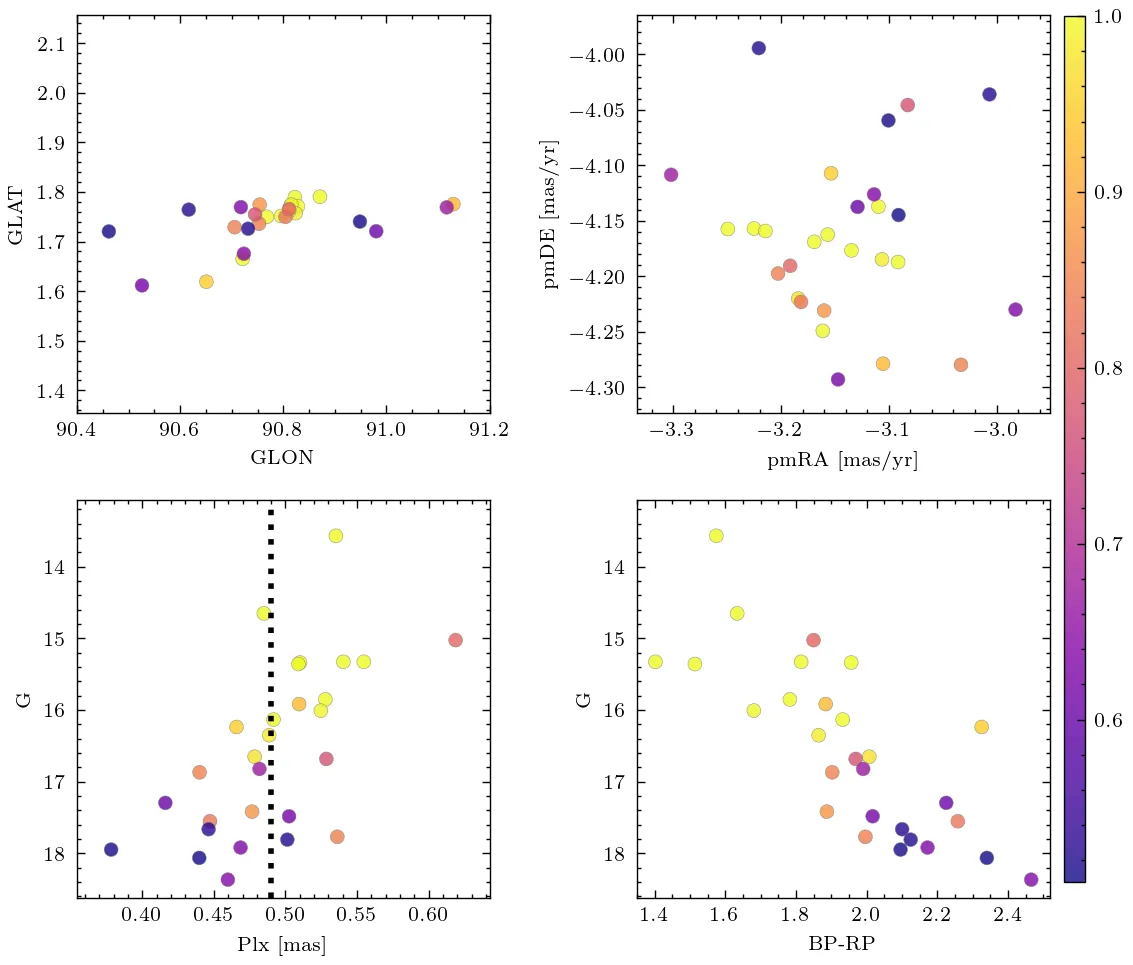 2.1
2.0
1.9
1.8
1.7
1.6
1.5
1.4
GLAT
90.4 90.6 90.8 91.0 91.2
GLON
−4.00
−4.05
−4.10
−4.15
−4.20
−4.25
−4.30
pmDE [mas/yr]
−3.3 −3.2 −3.1 −3.0
pmRA [mas/yr]
1.0
0.9
0.8
0.7
0.6
14
15
16
17
18
G
0.40 0.45 0.50 0.55 0.60
Plx [mas]
14
15
16
17
18
G
1.4 1.6 1.8 2.0 2.2 2.4
BP-RP